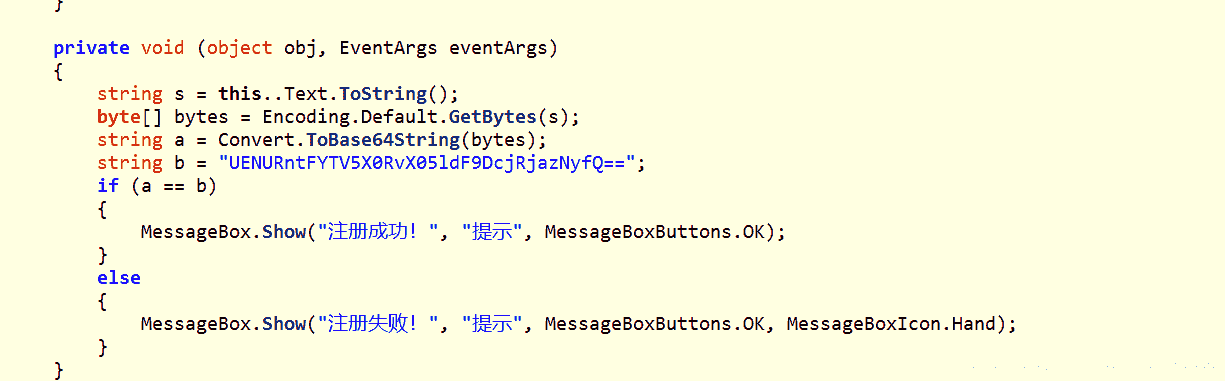 }
private void (object obj, EventArgs eventArgs)
{
string s = this..Text.ToString();
byte[] bytes = Encoding.Default.GetBytes(s);
string a = Convert.ToBase64String(bytes);
string b = "UENURntFYTV5X0RvX05ldF9DcjRjazNyfQ==";
if (a == b)
{
MessageBox.Show("注册成功! ", "提示", MessageBoxButtons.OK);
}
else
{
MessageBox.Show("注册失败! ", "提示", MessageBoxButtons.OK, MessageBoxIcon.Hand);
}
}